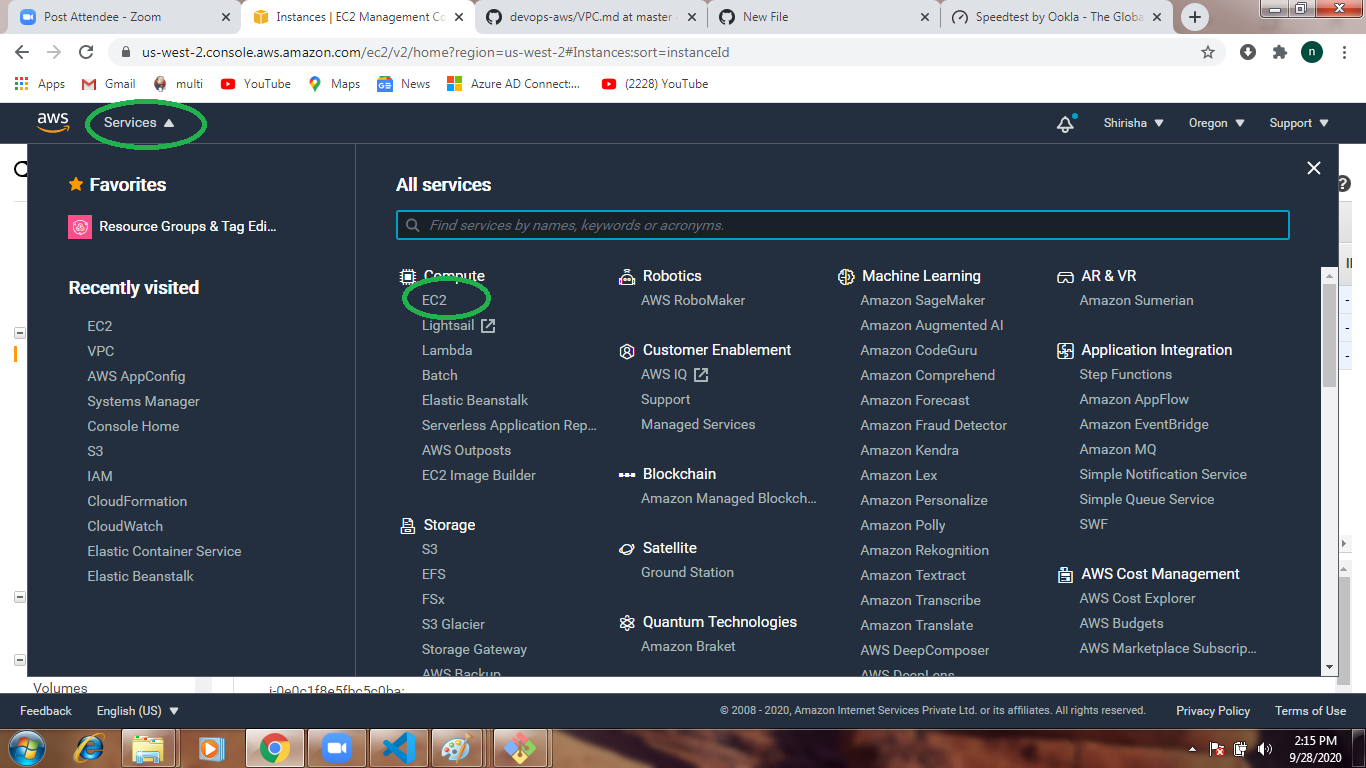 Post Attendee - Zoom
Instances | EC2 Management Co
devops-aws/VPC.md at master
New File
Speedtest by Ookla - The Globa
us-west-2.console.aws.amazon.com/ec2/v2/home?region=us-west-2#Instances:sort=instanceId
n
Apps
Gmail
multi
YouTube
Maps
News
Azure AD Connect:...
(2228) YouTube
aws
Services
Shirisha
Oregon
Support
Favorites
Resource Groups & Tag Edi...
Recently visited
EC2
VPC
AWS AppConfig
Systems Manager
Console Home
S3
IAM
CloudFormation
CloudWatch
Elastic Container Service
Elastic Beanstalk
All services
Find services by names, keywords or acronyms.
Compute
EC2
Lightsail
Lambda
Batch
Elastic Beanstalk
Serverless Application Rep...
AWS Outposts
EC2 Image Builder
Storage
S3
EFS
FSx
S3 Glacier
Storage Gateway
AWS Backup
Robotics
AWS RoboMaker
Customer Enablement
AWS IQ
Support
Managed Services
Blockchain
Amazon Managed Blockch...
Satellite
Ground Station
Quantum Technologies
Amazon Braket
Machine Learning
Amazon SageMaker
Amazon Augmented AI
Amazon CodeGuru
Amazon Comprehend
Amazon Forecast
Amazon Fraud Detector
Amazon Kendra
Amazon Lex
Amazon Personalize
Amazon Polly
Amazon Rekognition
Amazon Textract
Amazon Transcribe
Amazon Translate
AWS DeepComposer
AWS DeepLens
AR & VR
Amazon Sumerian
Application Integration
Step Functions
Amazon AppFlow
Amazon EventBridge
Amazon MQ
Simple Notification Service
Simple Queue Service
SWF
AWS Cost Management
AWS Cost Explorer
AWS Budgets
AWS Marketplace Subscrip...
Volumes
i-0e0c1f8e5fbc5c0ba:
Feedback
English (US)
© 2008 - 2020, Amazon Internet Services Private Ltd. or its affiliates. All rights reserved.
Privacy Policy
Terms of Use
2:15 PM
9/28/2020